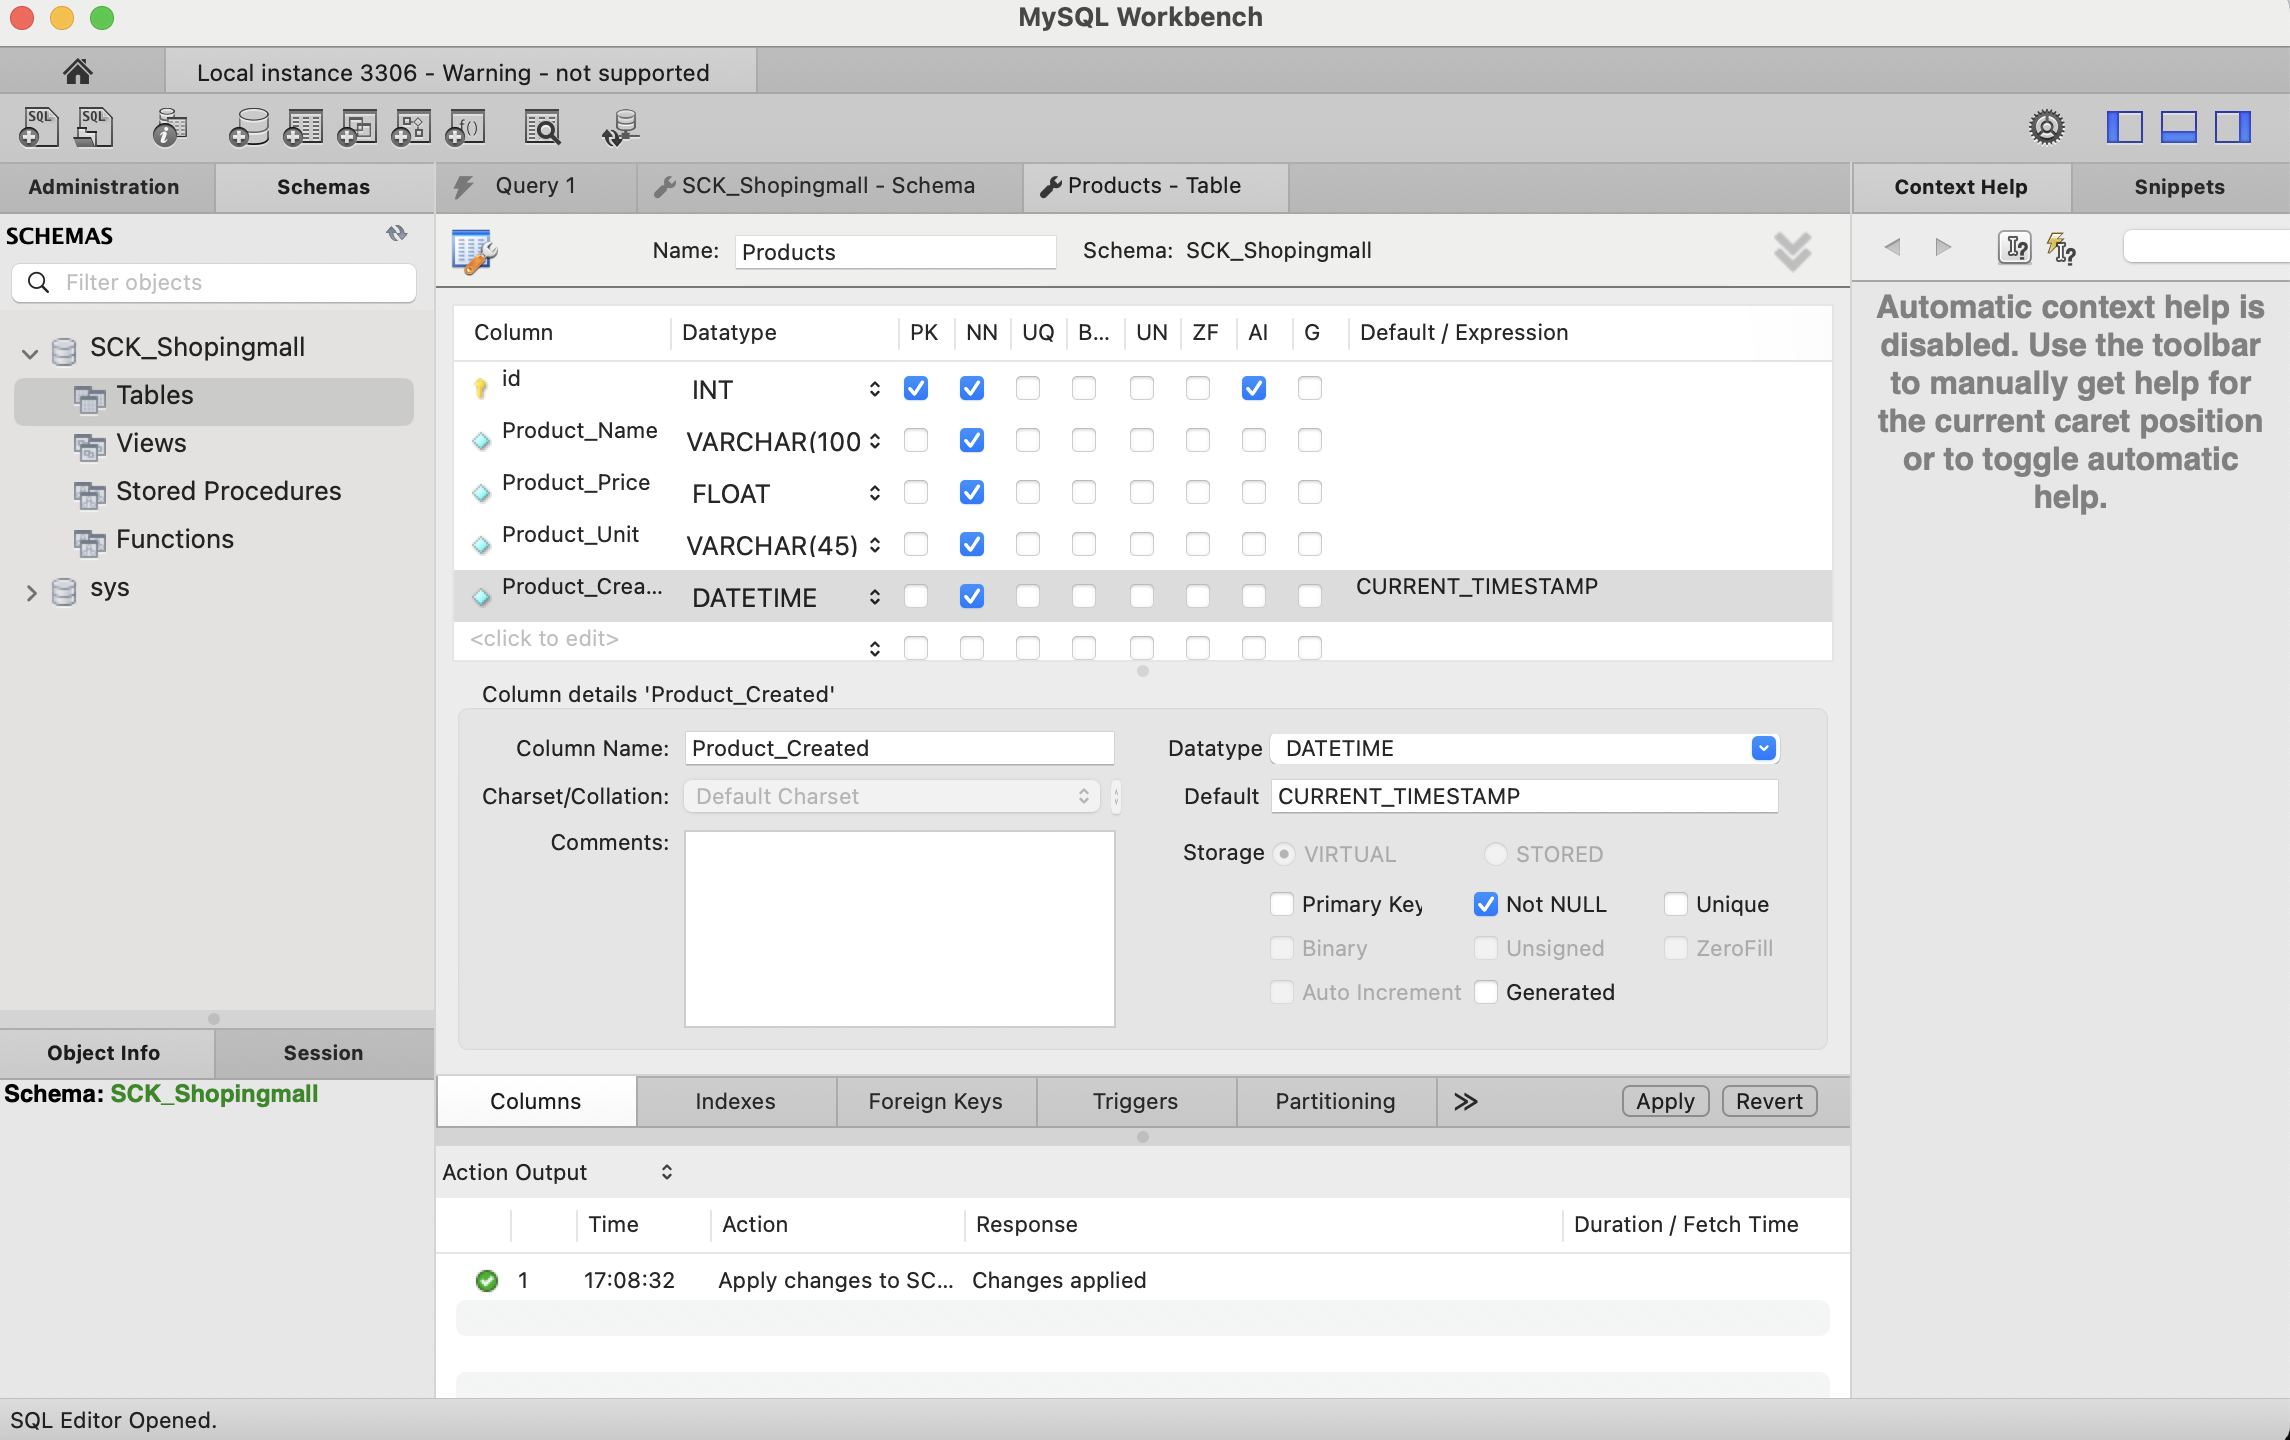 MySQL Workbench
Local instance 3306 - Warning - not supported
SQL SQL i f()
Administration Schemas
Query 1 SCK_Shopingmall - Schema Products - Table
Context Help Snippets
SCHEMAS
Filter objects
SCK_Shopingmall
Tables
Views
Stored Procedures
Functions
sys
Object Info Session
Schema: SCK_Shopingmall
Name: Products Schema: SCK_Shopingmall
Column Datatype PK NN UQ B... UN ZF AI G Default / Expression
id INT
Product_Name VARCHAR(100
Product_Price FLOAT
Product_Unit VARCHAR(45)
Product_Crea... DATETIME CURRENT_TIMESTAMP
<click to edit>
Column details 'Product_Created'
Column Name: Product_Created Datatype DATETIME
Charset/Collation: Default Charset Default CURRENT_TIMESTAMP
Comments:
Storage VIRTUAL STORED
Primary Key Not NULL Unique
Binary Unsigned ZeroFill
Auto Increment Generated
Columns Indexes Foreign Keys Triggers Partitioning Apply Revert
Action Output
Time Action Response Duration / Fetch Time
1 17:08:32 Apply changes to SC... Changes applied
Automatic context help is
disabled. Use the toolbar
to manually get help for
the current caret position
or to toggle automatic
help.
SQL Editor Opened.